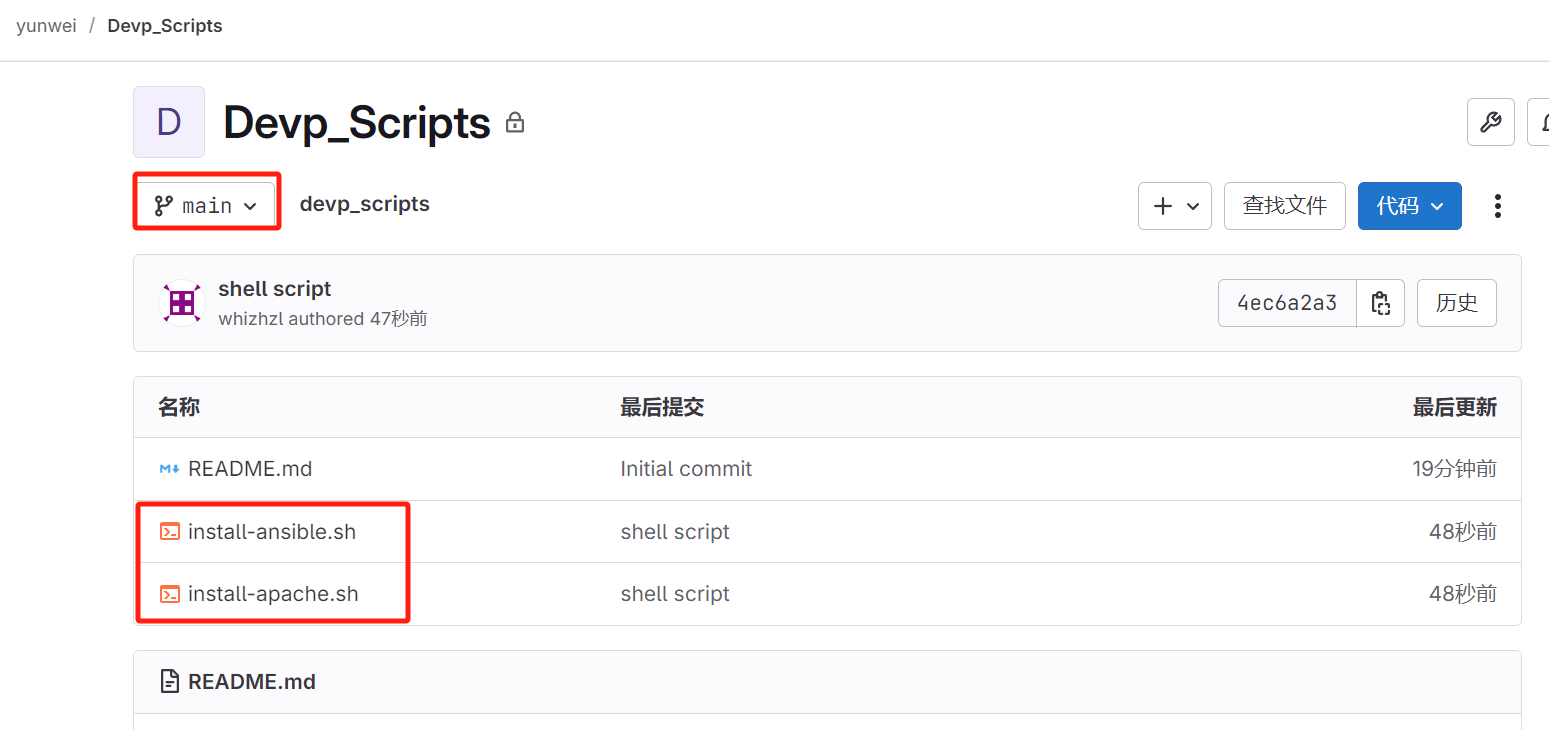 yunwei / Devp_Scripts
D Devp_Scripts
main devp_scripts 查找文件 代码
shell script
whizhzl authored 47秒前
4ec6a2a3 历史
名称 最后提交 最后更新
README.md Initial commit 19分钟前
install-ansible.sh shell script 48秒前
install-apache.sh shell script 48秒前
README.md